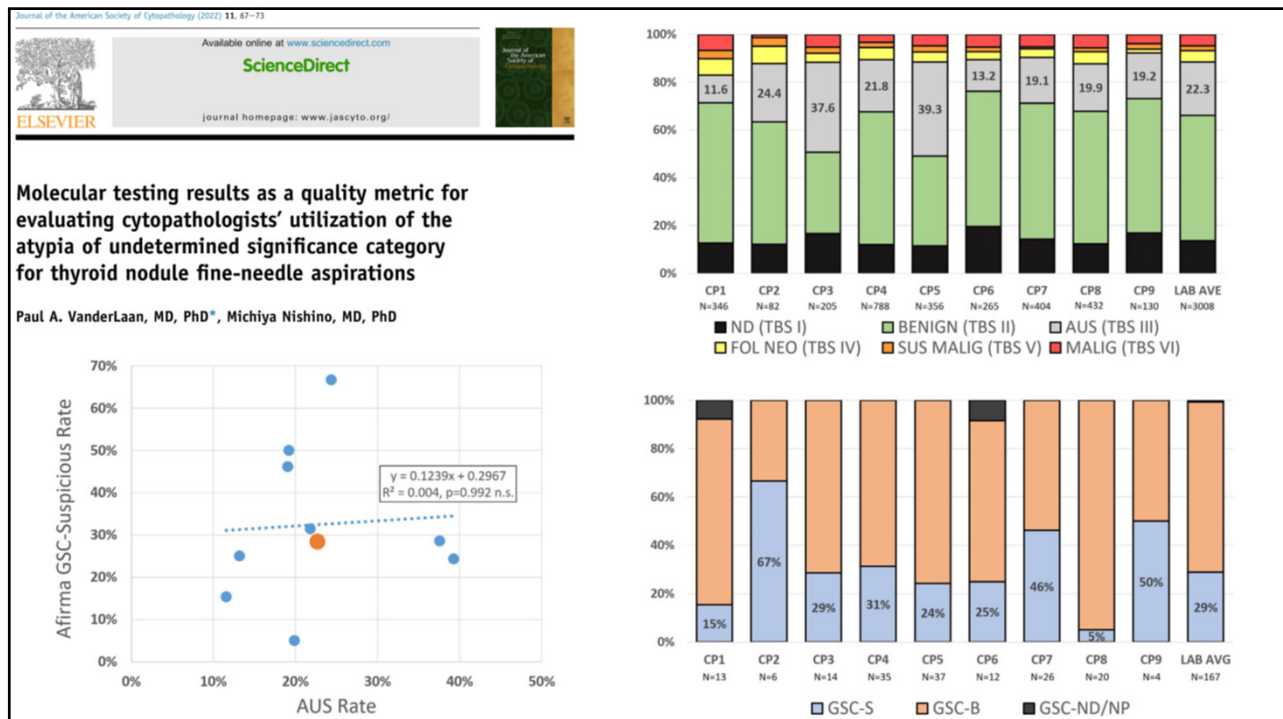 Journal of the American Society of Cytopathology (2022) 11, 67–73
Available online at www.sciencedirect.com
ScienceDirect
journal homepage: www.jascyto.org/
ELSEVIER
Journal of
the American
Society of
Cytopathology
Molecular testing results as a quality metric for
evaluating cytopathologists' utilization of the
atypia of undetermined significance category
for thyroid nodule fine-needle aspirations
Paul A. VanderLaan, MD, PhD*, Michiya Nishino, MD, PhD
Afirma GSC-Suspicious Rate
70%
60%
50%
40%
30%
20%
10%
0%
y = 0.1239x + 0.2967
R² = 0.004, p=0.992 n.s.
0% 10% 20% 30% 40% 50%
AUS Rate
100%
80%
60%
40%
20%
0%
11.6 24.4 37.6 21.8 39.3 13.2 19.1 19.9 19.2 22.3
CP1 CP2 CP3 CP4 CP5 CP6 CP7 CP8 CP9 LAB AVE
N=346 N=82 N=205 N=788 N=356 N=265 N=404 N=432 N=130 N=3008
ND (TBS I) BENIGN (TBS II) AUS (TBS III)
FOL NEO (TBS IV) SUS MALIG (TBS V) MALIG (TBS VI)
100%
80%
60%
40%
20%
0%
15% 67% 29% 31% 24% 25% 46% 5% 50% 29%
CP1 CP2 CP3 CP4 CP5 CP6 CP7 CP8 CP9 LAB AVG
N=13 N=6 N=14 N=35 N=37 N=12 N=26 N=20 N=4 N=167
GSC-S GSC-B GSC-ND/NP